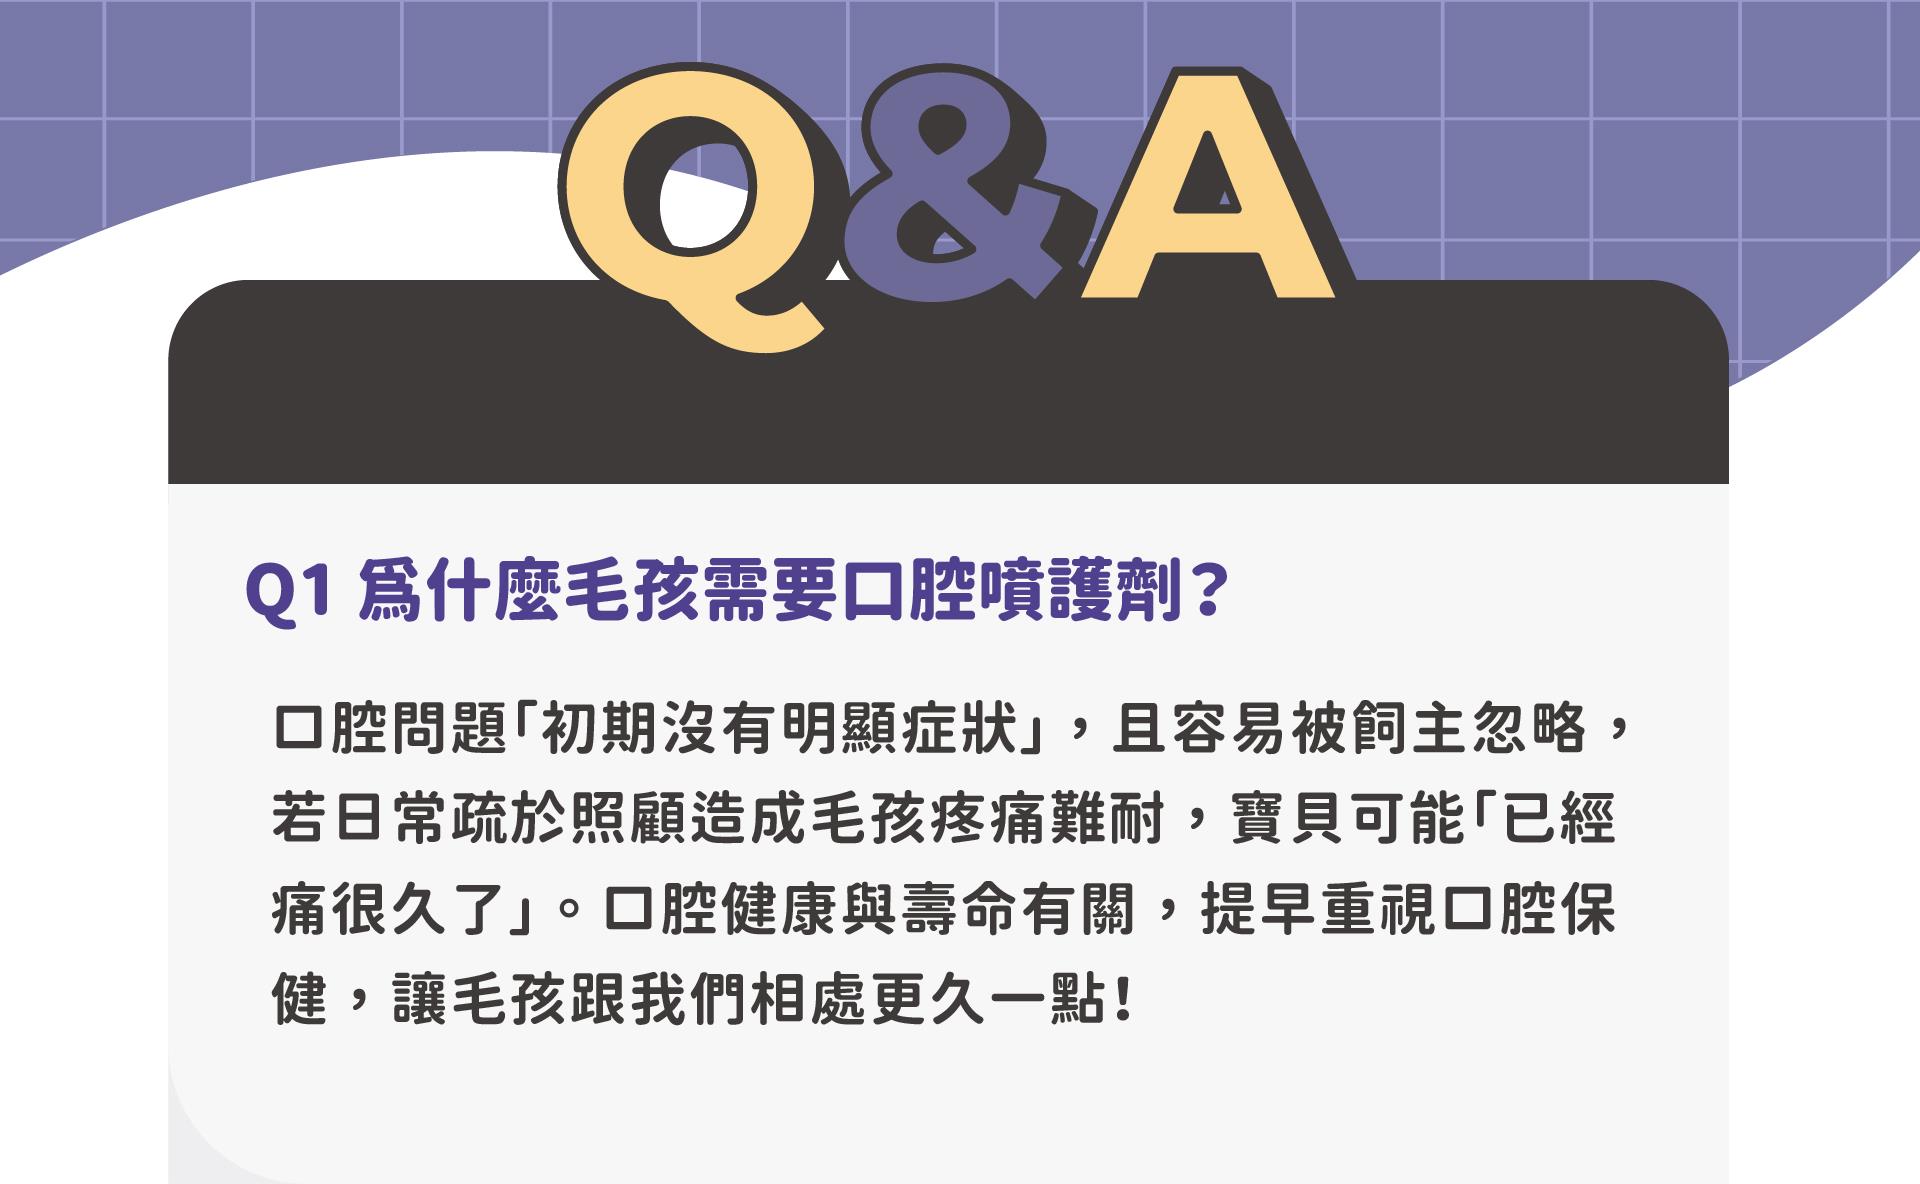 Q&A
Q1 爲什麼毛孩需要口腔噴護劑？
口腔問題「初期沒有明顯症狀」，且容易被飼主忽略，
若日常疏於照顧造成毛孩疼痛難耐，寶貝可能「已經
痛很久了」。口腔健康與壽命有關，提早重視口腔保
健，讓毛孩跟我們相處更久一點！